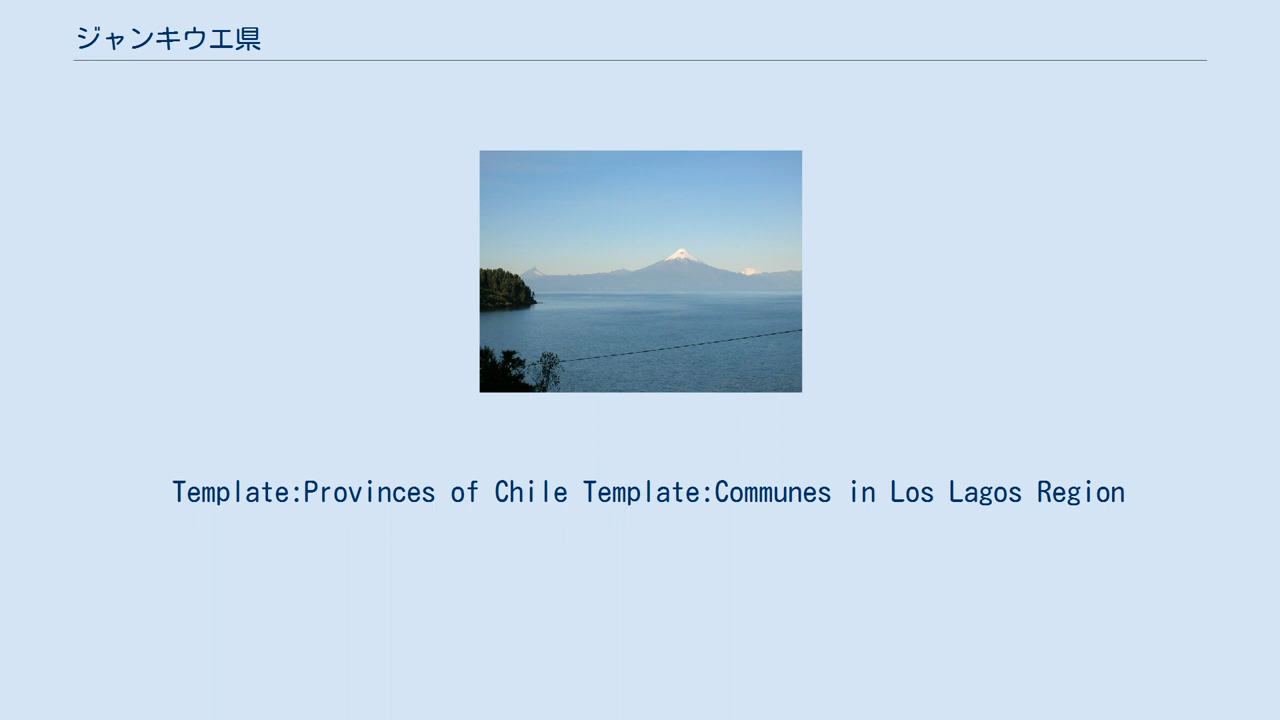 ジャンキウエ県
Template:Provinces of Chile Template:Communes in Los Lagos Region